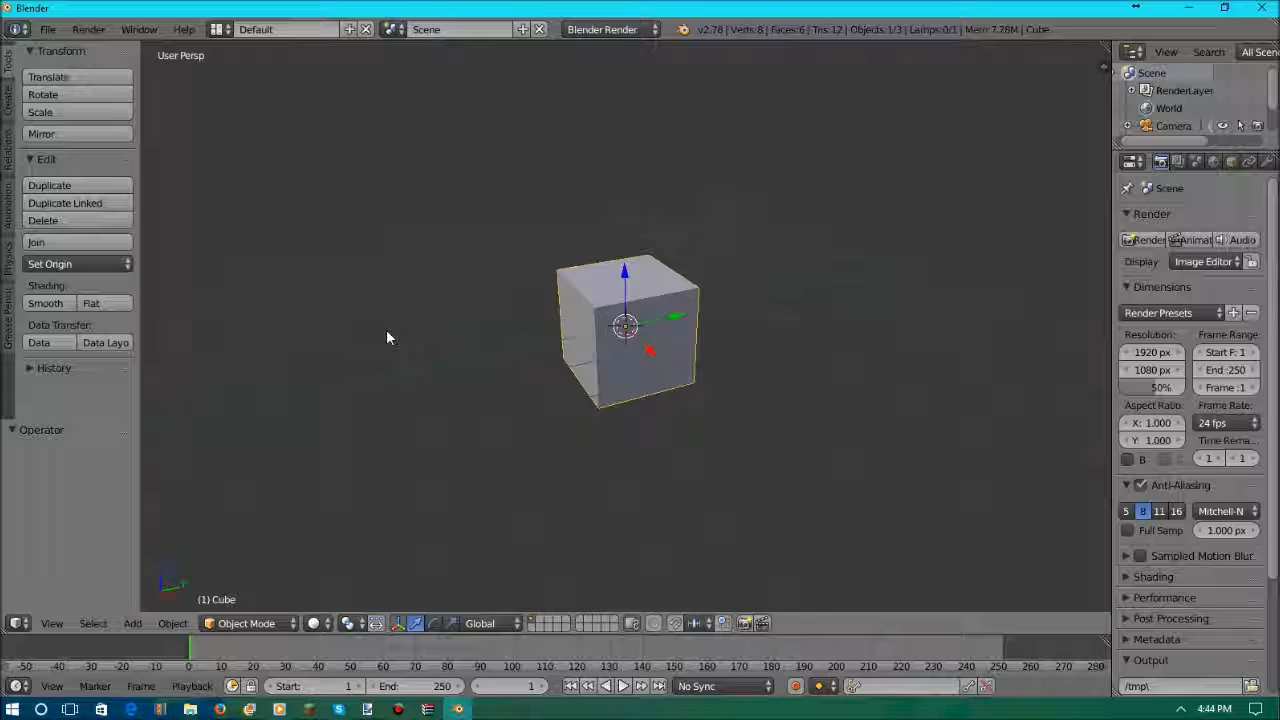 Blender
File Render Window Help Default Scene Blender Render v2.78 | Verts:8 | Faces:6 | Tris:12 | Objects:1/3 | Lamps:0/1 | Mem:7.78M | Cube
Tools
Create
Relations
Animation
Physics
Grease Pencil
Transform
Translate
Rotate
Scale
Mirror
Edit
Duplicate
Duplicate Linked
Delete
Join
Set Origin
Shading:
Smooth Flat
Data Transfer:
Data Data Layo
History
Operator
User Persp
(1) Cube
View Search All Scene
Scene
RenderLayer
World
Camera
Scene
Render
Render Animat Audio
Display: Image Editor
Dimensions
Render Presets
Resolution: Frame Range:
1920 px Start F: 1
1080 px End :250
50% Frame :1
Aspect Ratio: Frame Rate:
X: 1.000 24 fps
Y: 1.000 Time Rema...
B 1 1
Anti-Aliasing
5 8 11 16 Mitchell-N
Full Samp 1.000 px
Sampled Motion Blur
Shading
Performance
Post Processing
Metadata
Output
/tmp\
View Select Add Object Object Mode Global
-50 -40 -30 -20 -10 0 10 20 30 40 50 60 70 80 90 100 110 120 130 140 150 160 170 180 190 200 210 220 230 240 250 260 270 280
View Marker Frame Playback Start: 1 End: 250 1 No Sync
4:44 PM